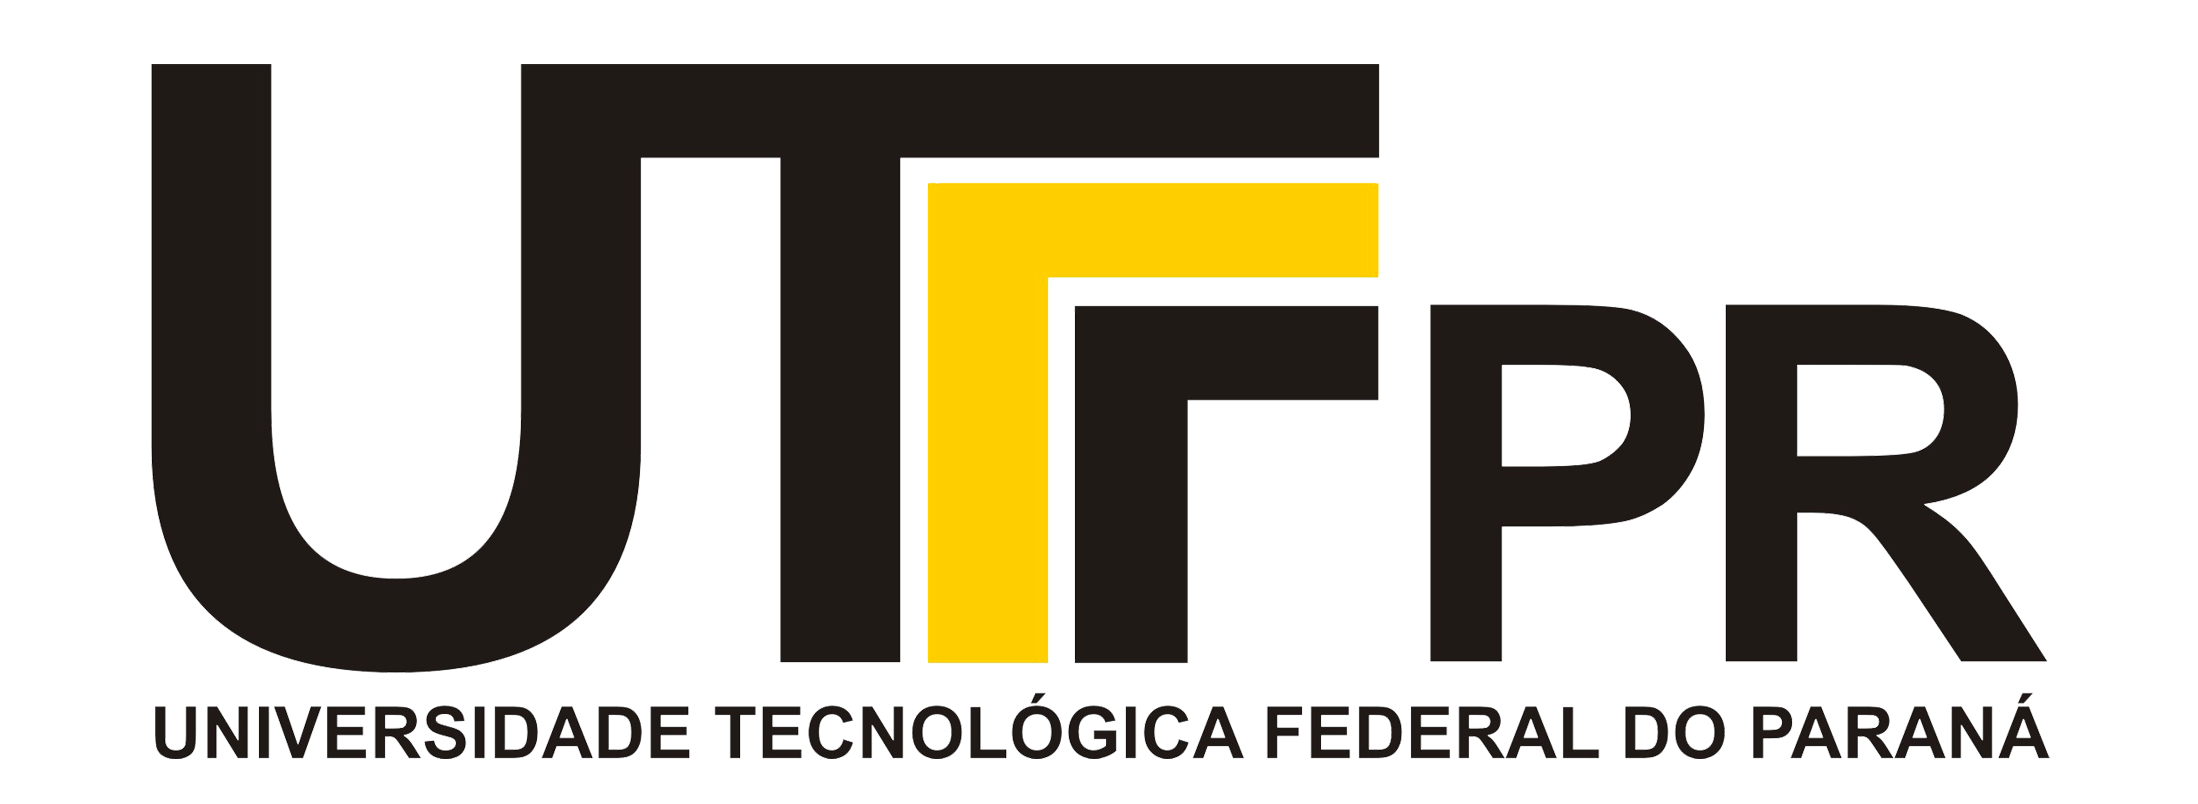 UTFPR
UNIVERSIDADE TECNOLÓGICA FEDERAL DO PARANÁ